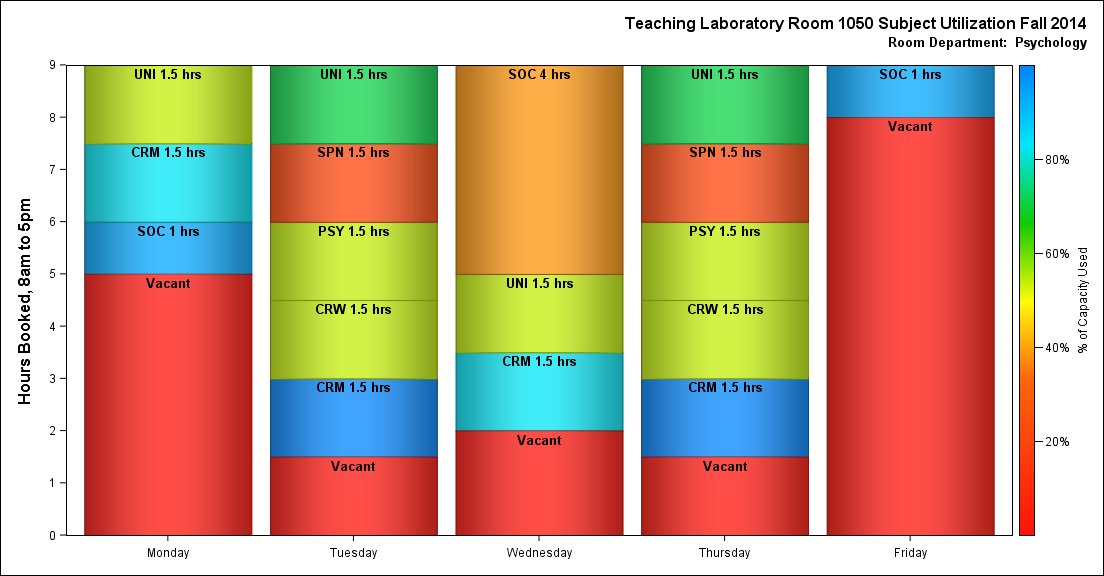 Teaching Laboratory Room 1050 Subject Utilization Fall 2014
Room Department: Psychology
Hours Booked, 8am to 5pm
9
8
7
6
5
4
3
2
1
0
UNI 1.5 hrs
CRM 1.5 hrs
SOC 1 hrs
Vacant
Monday
UNI 1.5 hrs
SPN 1.5 hrs
PSY 1.5 hrs
CRW 1.5 hrs
CRM 1.5 hrs
Vacant
Tuesday
SOC 4 hrs
UNI 1.5 hrs
CRM 1.5 hrs
Vacant
Wednesday
UNI 1.5 hrs
SPN 1.5 hrs
PSY 1.5 hrs
CRW 1.5 hrs
CRM 1.5 hrs
Vacant
Thursday
SOC 1 hrs
Vacant
Friday
80%
60%
40%
20%
% of Capacity Used